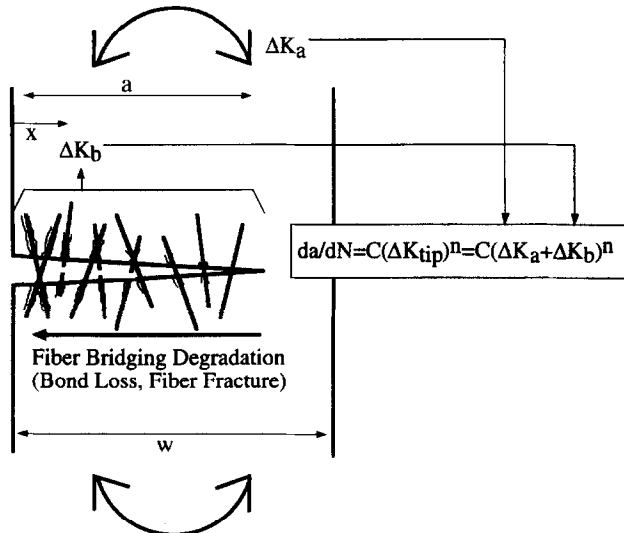 ΔKa
a
x
ΔKb
da/dN=C(ΔKtip)n=C(ΔKa+ΔKb)n
Fiber Bridging Degradation
(Bond Loss, Fiber Fracture)
w